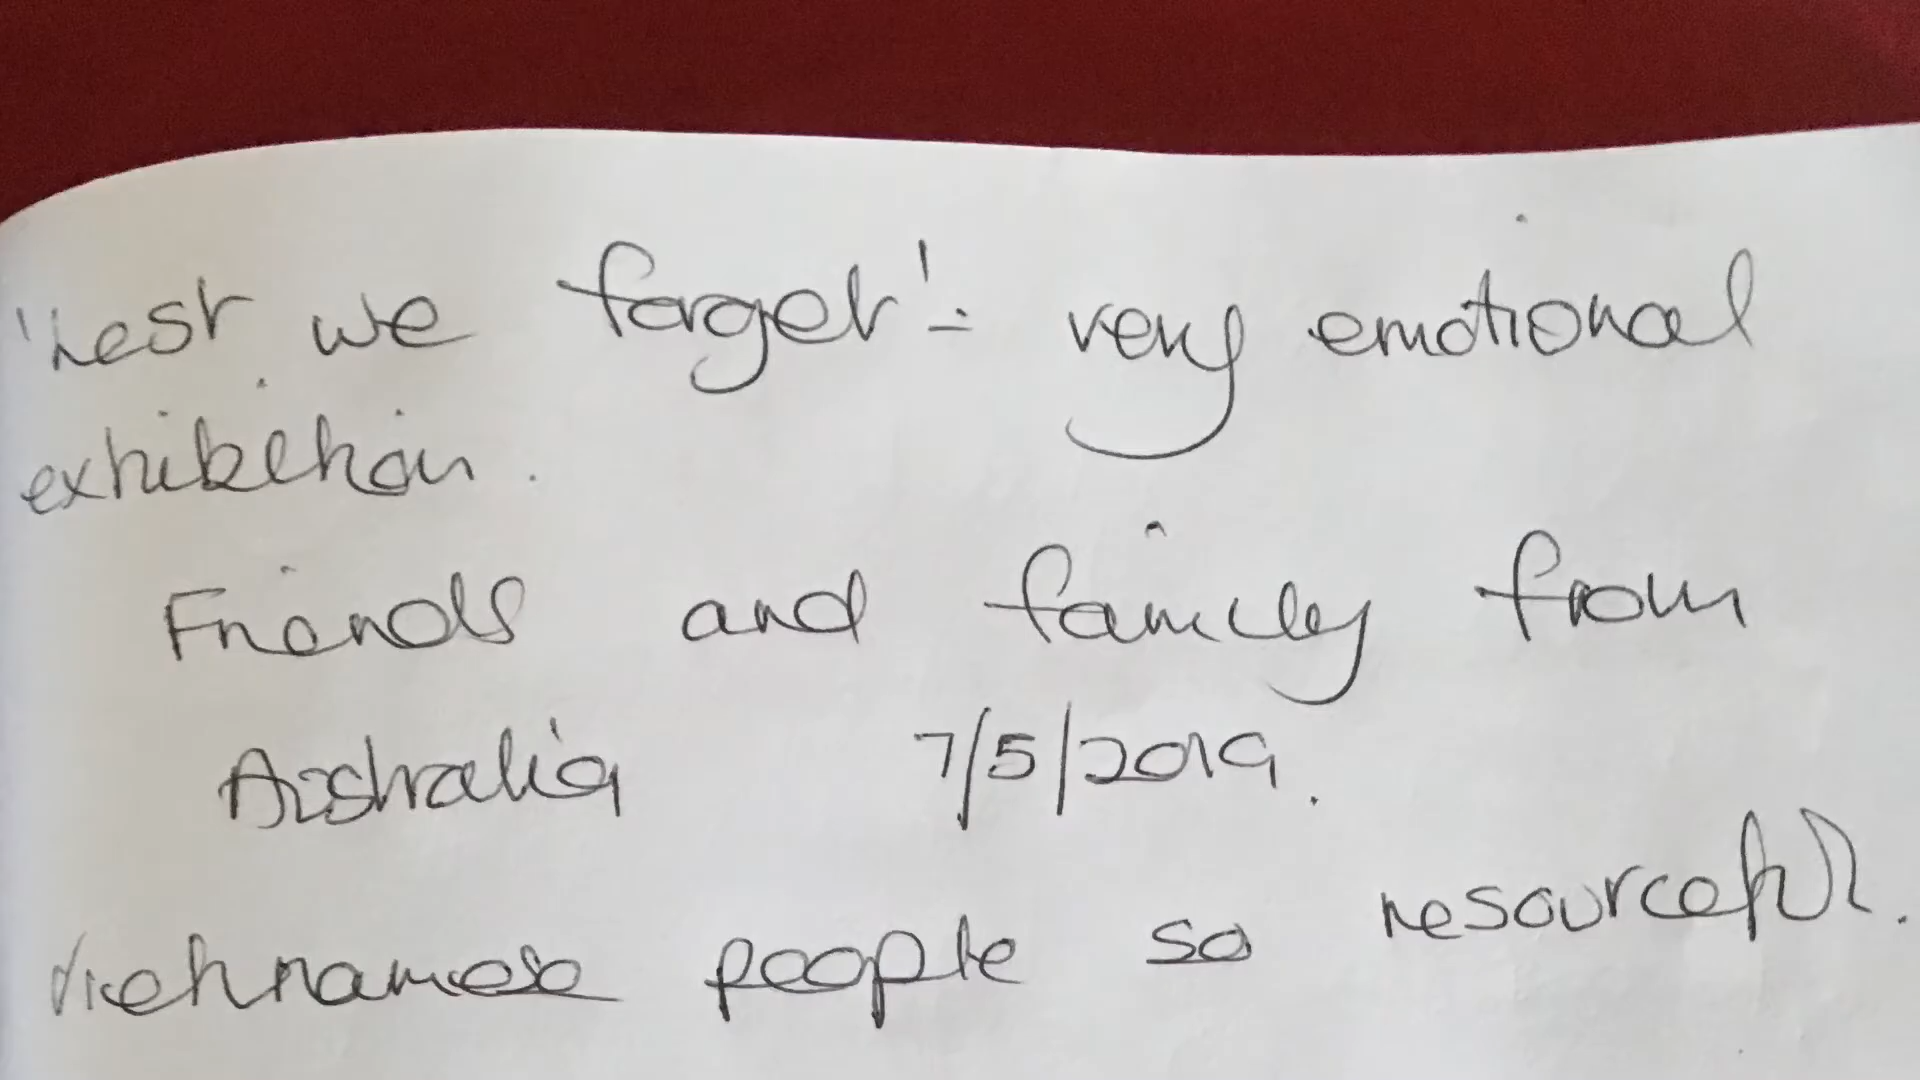 'Lest we forget' - very emotional
exhibition.
Friends and family from
Australia 7/5/2019.
Vietnamese people so resourceful.